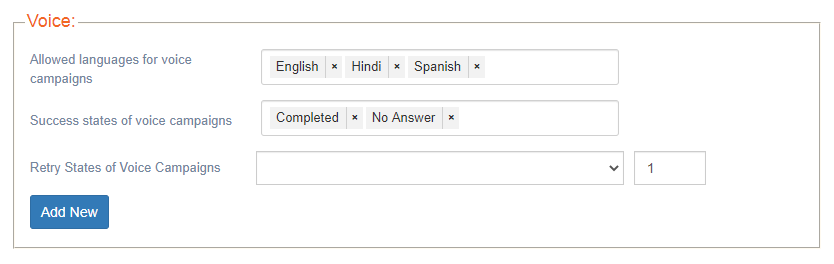 Voice:
Allowed languages for voice
campaigns
English × Hindi × Spanish ×
Success states of voice campaigns
Completed × No Answer ×
Retry States of Voice Campaigns
1
Add New